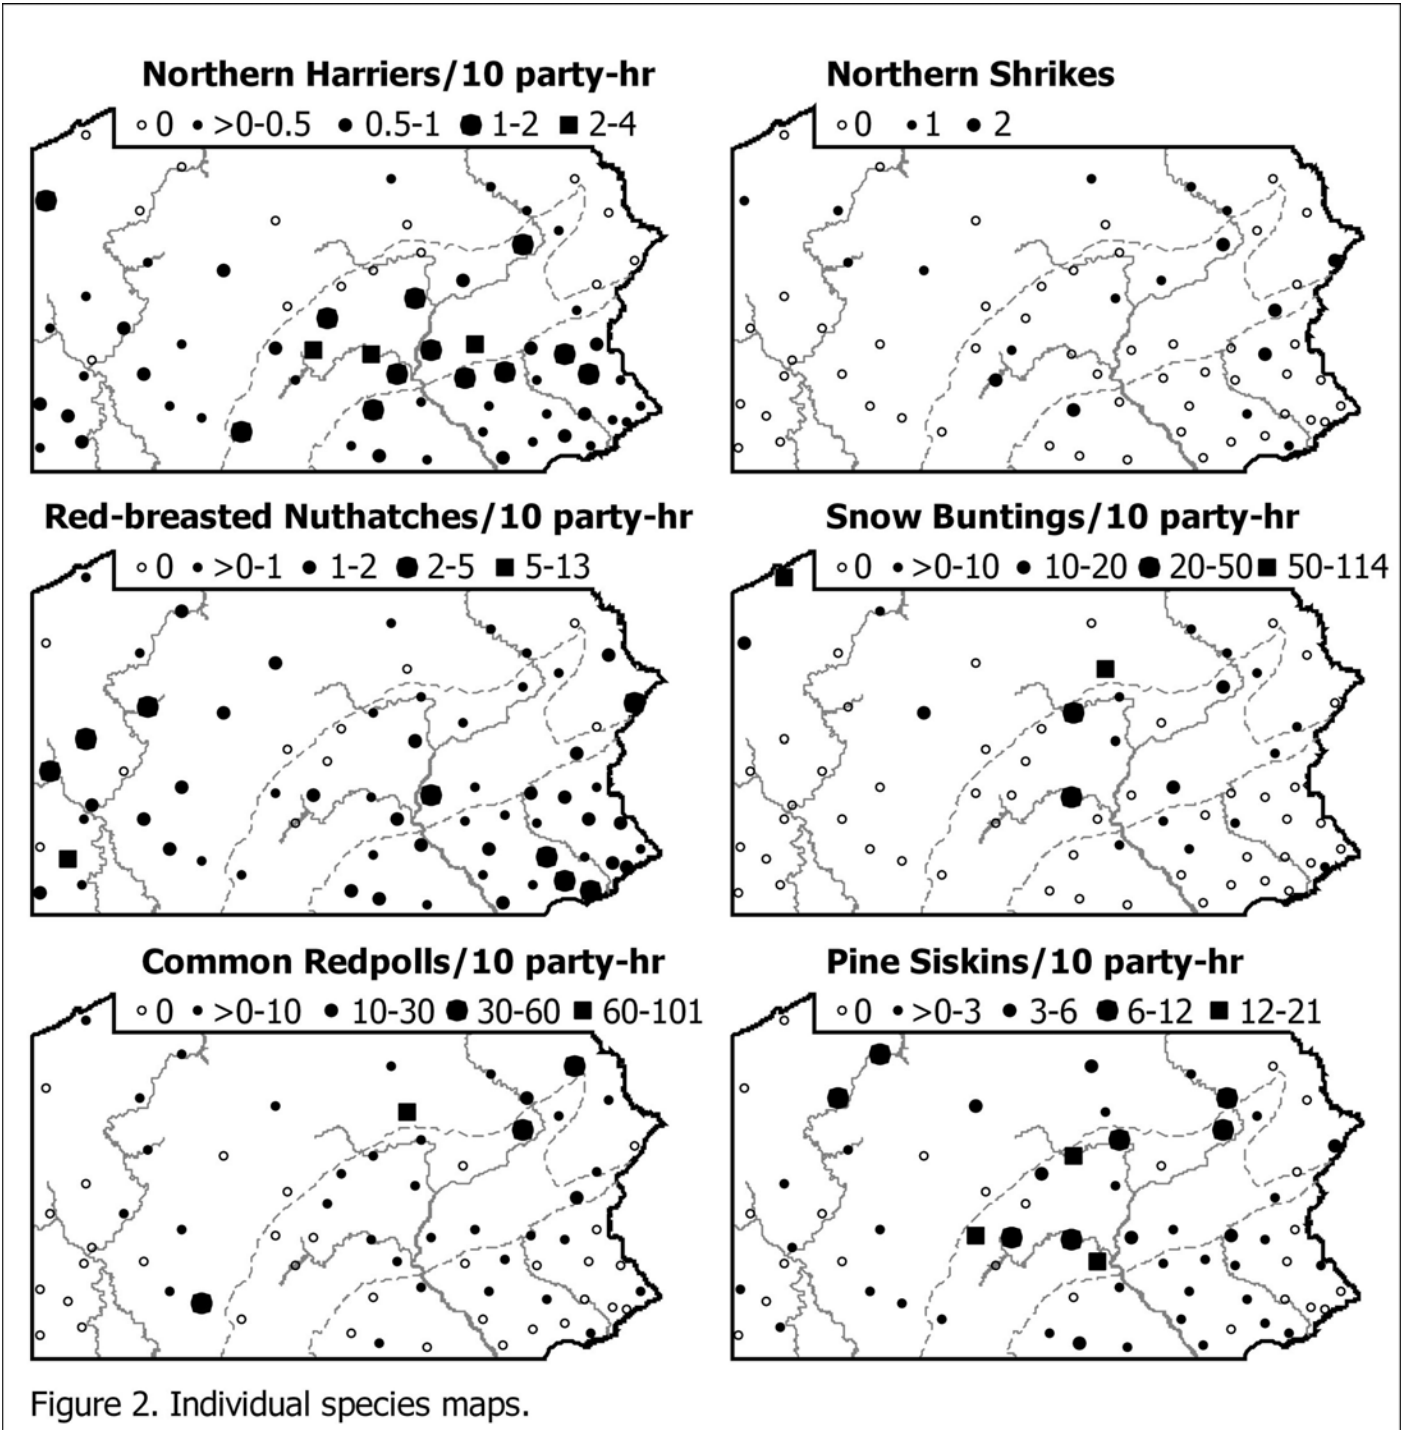 Northern Harriers/10 party-hr
0 >0-0.5 0.5-1 1-2 2-4
Northern Shrikes
0 1 2
Red-breasted Nuthatches/10 party-hr
0 >0-1 1-2 2-5 5-13
Snow Buntings/10 party-hr
0 >0-10 10-20 20-50 50-114
Common Redpolls/10 party-hr
0 >0-10 10-30 30-60 60-101
Pine Siskins/10 party-hr
0 >0-3 3-6 6-12 12-21
Figure 2. Individual species maps.